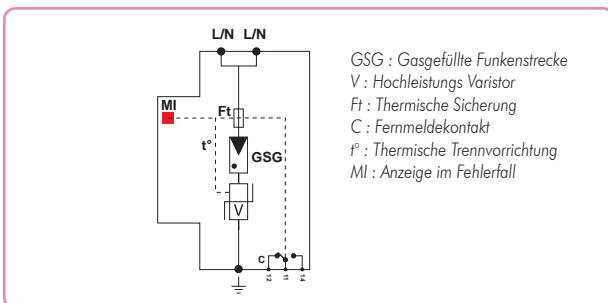 L/N L/N
MI
Ft
t°
GSG
V
C
12 11 14
GSG : Gasgefüllte Funkenstrecke
V : Hochleistungs Varistor
Ft : Thermische Sicherung
C : Fernmeldekontakt
t° : Thermische Trennvorrichtung
MI : Anzeige im Fehlerfall